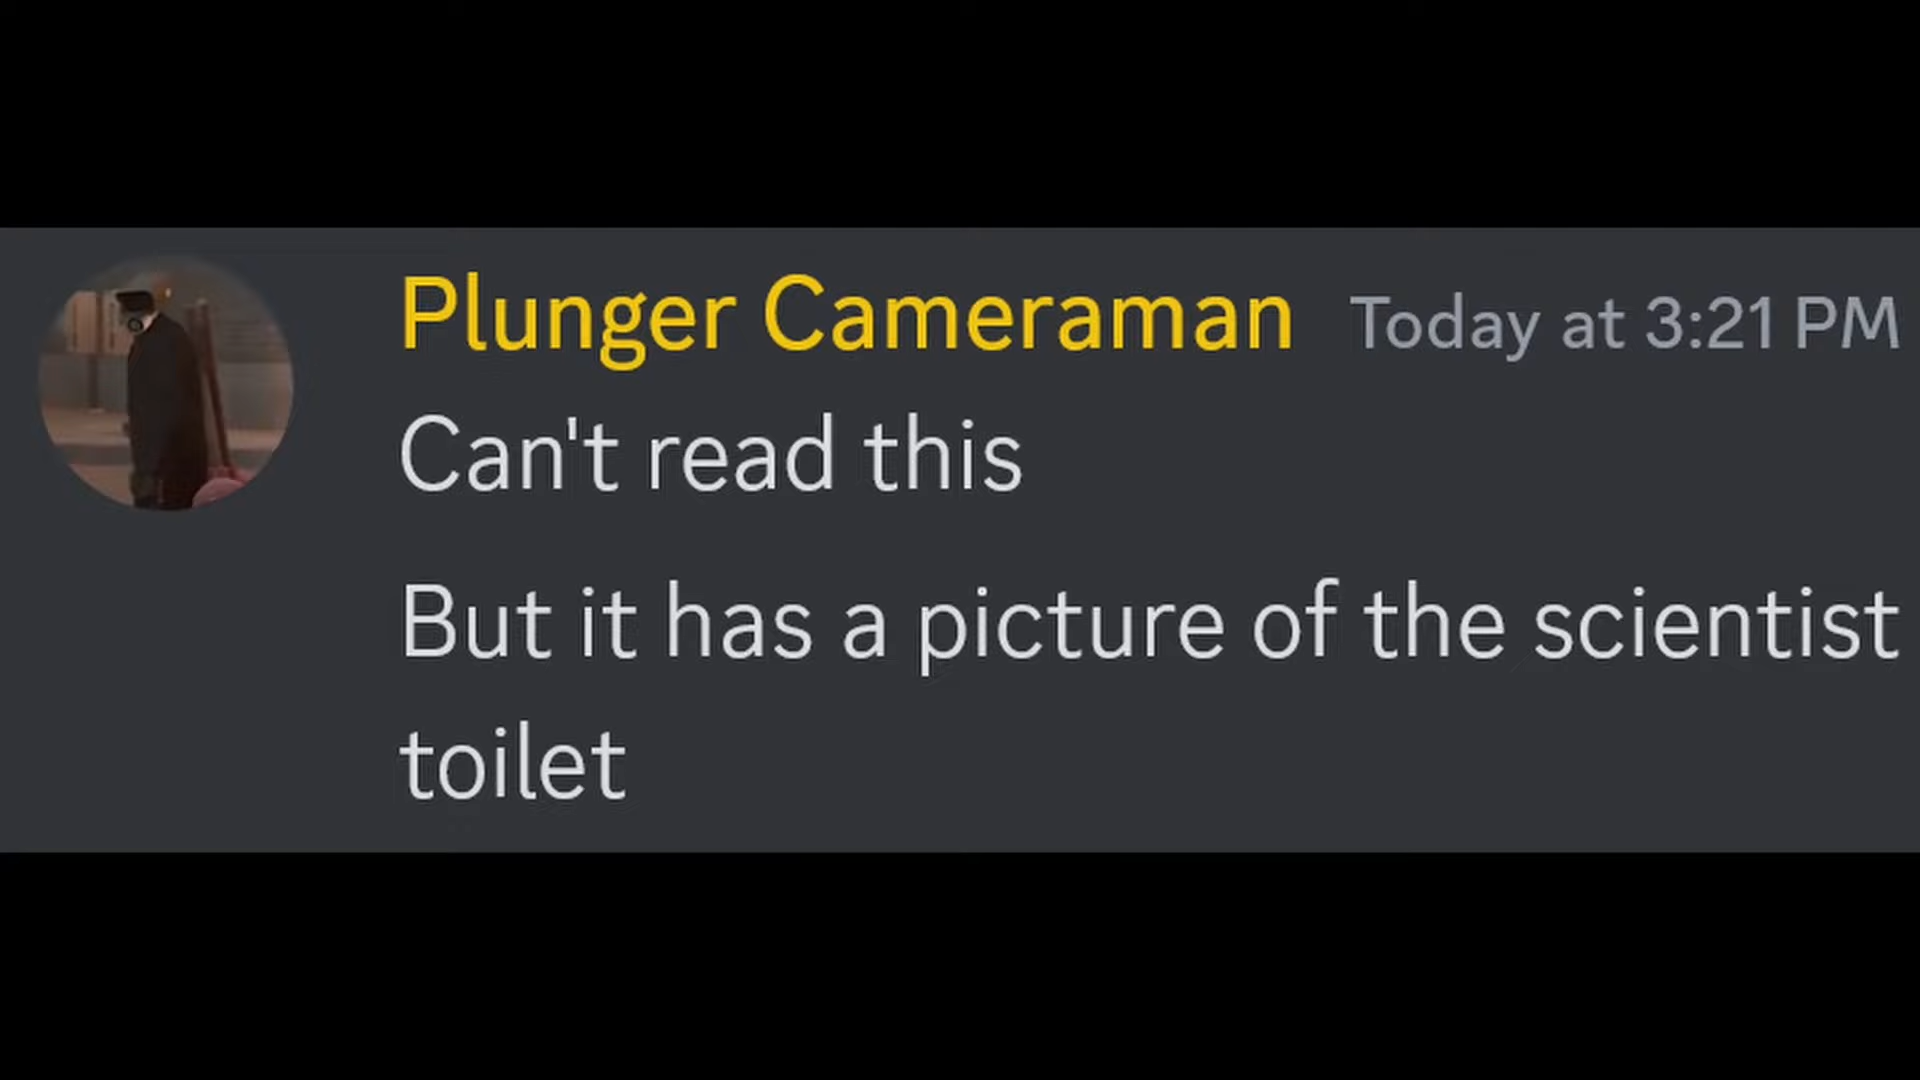 Plunger Cameraman Today at 3:21 PM
Can't read this
But it has a picture of the scientist
toilet